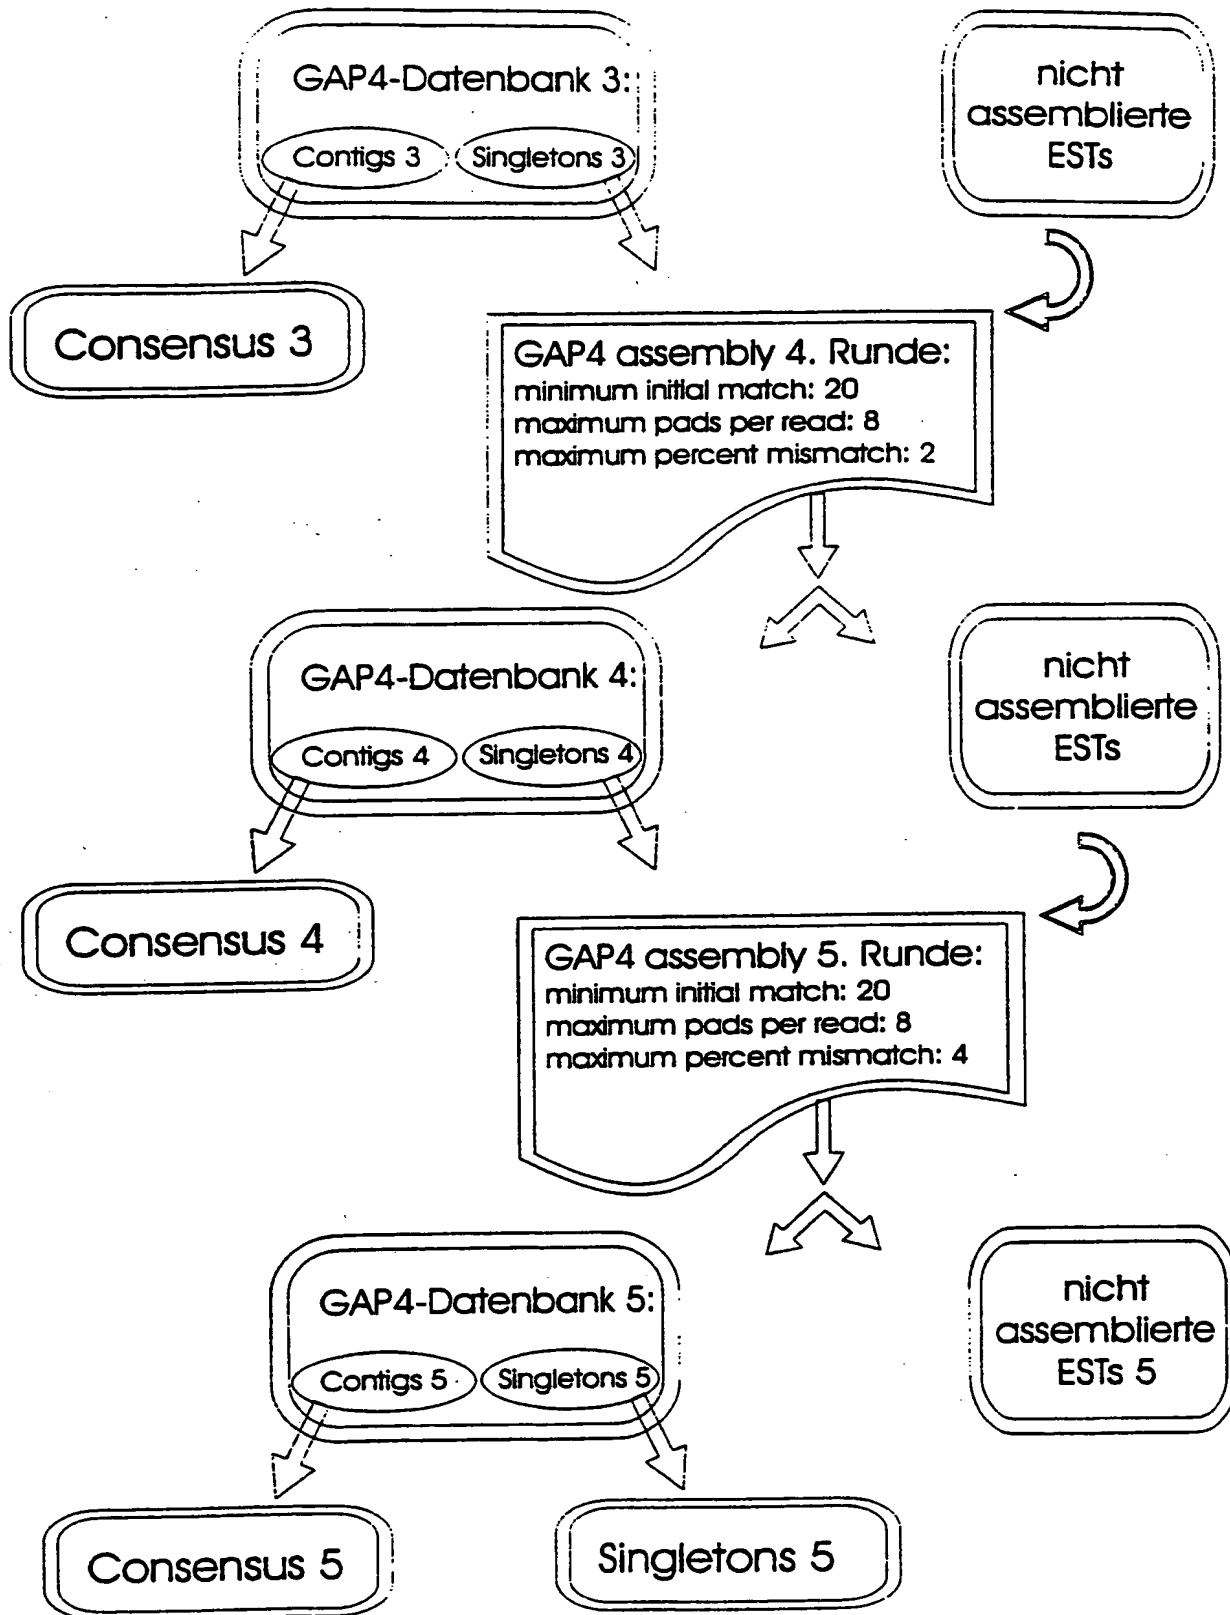 GAP4-Datenbank 3:
Contigs 3
Singletons 3
nicht
assemblierte
ESTs
Consensus 3
GAP4 assembly 4. Runde:
minimum initial match: 20
maximum pads per read: 8
maximum percent mismatch: 2
GAP4-Datenbank 4:
Contigs 4
Singletons 4
nicht
assemblierte
ESTs
Consensus 4
GAP4 assembly 5. Runde:
minimum initial match: 20
maximum pads per read: 8
maximum percent mismatch: 4
GAP4-Datenbank 5:
Contigs 5
Singletons 5
nicht
assemblierte
ESTs 5
Consensus 5
Singletons 5